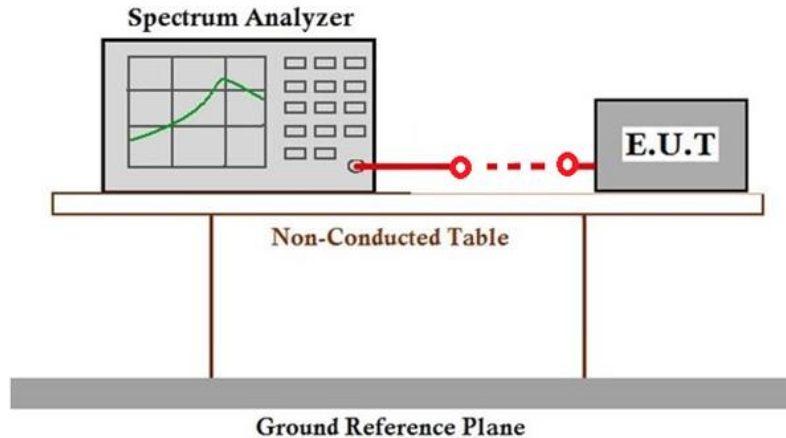 Spectrum Analyzer
E.U.T
Non-Conducted Table
Ground Reference Plane